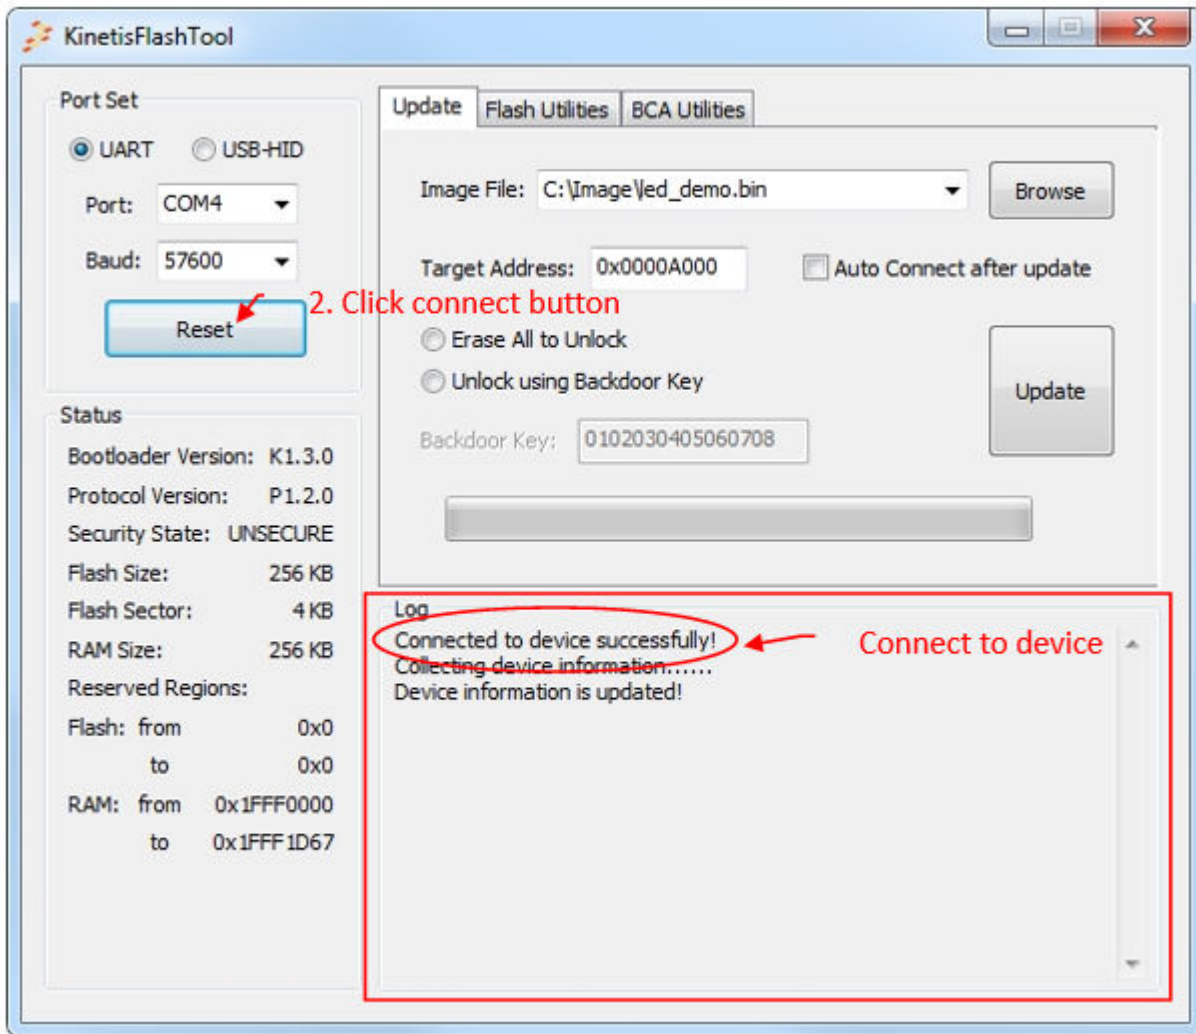 KinetisFlashTool
Port Set
UART USB-HID
Port: COM4
Baud: 57600
Reset
2. Click connect button
Status
Bootloader Version: K1.3.0
Protocol Version: P1.2.0
Security State: UNSECURE
Flash Size: 256 KB
Flash Sector: 4 KB
RAM Size: 256 KB
Reserved Regions:
Flash: from 0x0
to 0x0
RAM: from 0x1FFF0000
to 0x1FFF1D67
Update Flash Utilities BCA Utilities
Image File: C:\Image\led_demo.bin Browse
Target Address: 0x0000A000 Auto Connect after update
Erase All to Unlock
Unlock using Backdoor Key
Update
Backdoor Key: 0102030405060708
Log
Connected to device successfully! Connect to device
Collecting device information......
Device information is updated!